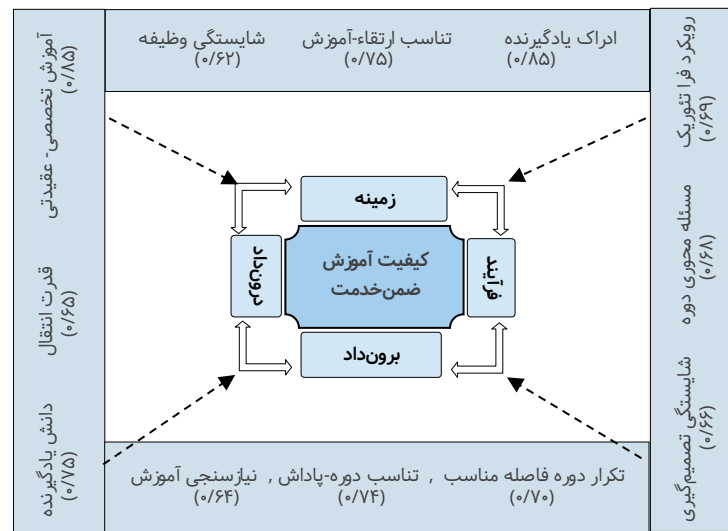 ادراک یادگیرنده
(۰/۸۵)
تناسب ارتقاء-آموزش
(۰/۷۵)
شایستگی وظیفه
(۰/۶۲)
رویکرد فرا تئوریک
(۰/۶۹)
مسئله محوری دوره
(۰/۶۸)
شایستگی تصمیم‌گیری
(۰/۶۶)
زمینه
فرآیند
کیفیت آموزش
ضمن‌خدمت
درون‌داد
برون‌داد
آموزش تخصصی- عقیدتی
(۰/۸۵)
قدرت انتقال
(۰/۶۵)
دانش یادگیرنده
(۰/۷۵)
تکرار دوره فاصله مناسب , تناسب دوره-پاداش , نیازسنجی آموزش
(۰/۷۰) (۰/۷۴) (۰/۶۴)